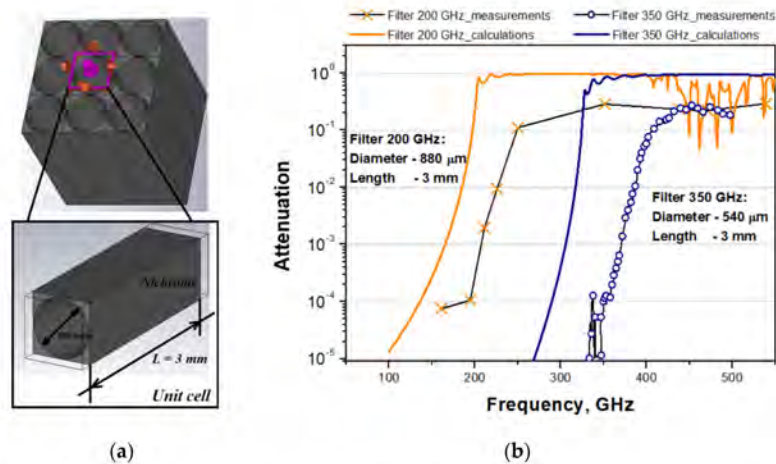 (a)
Nichrome
L = 3 mm
Unit cell
Filter 200 GHz_measurements
Filter 350 GHz_measurements
Filter 200 GHz_calculations
Filter 350 GHz_calculations
10^0
10^-1
10^-2
10^-3
10^-4
10^-5
Attenuation
Filter 200 GHz:
Diameter - 880 μm
Length - 3 mm
Filter 350 GHz:
Diameter - 540 μm
Length - 3 mm
100
200
300
400
500
Frequency, GHz
(b)